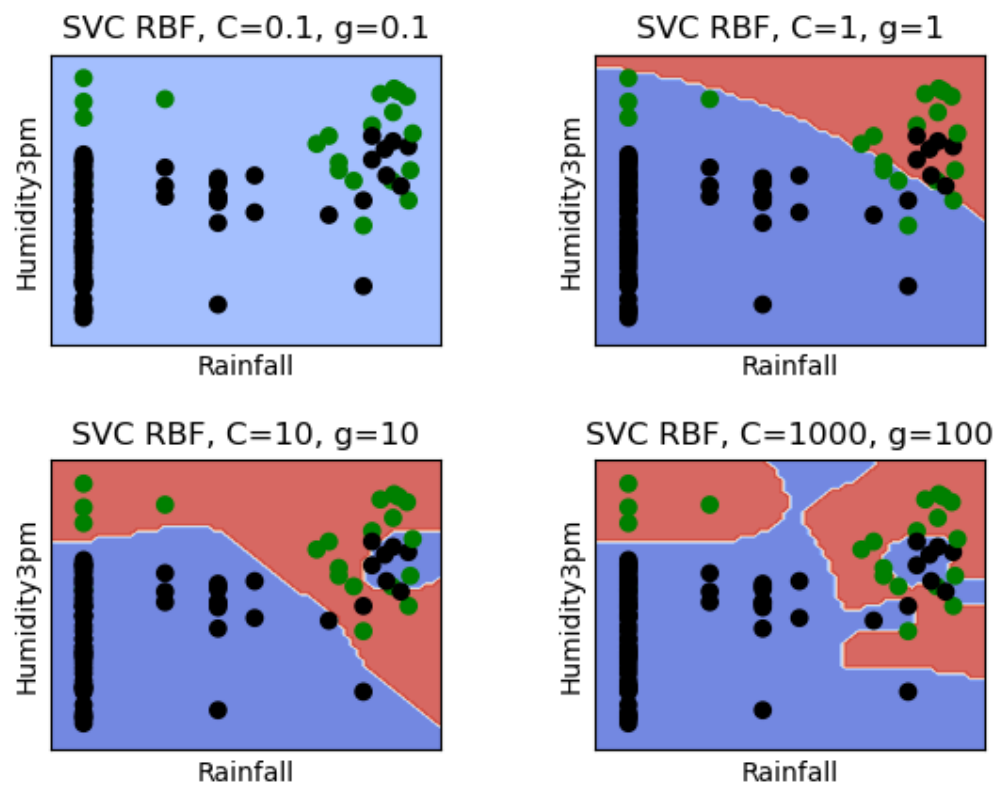 SVC RBF, C=0.1, g=0.1
Humidity3pm
Rainfall
SVC RBF, C=1, g=1
Humidity3pm
Rainfall
SVC RBF, C=10, g=10
Humidity3pm
Rainfall
SVC RBF, C=1000, g=100
Humidity3pm
Rainfall